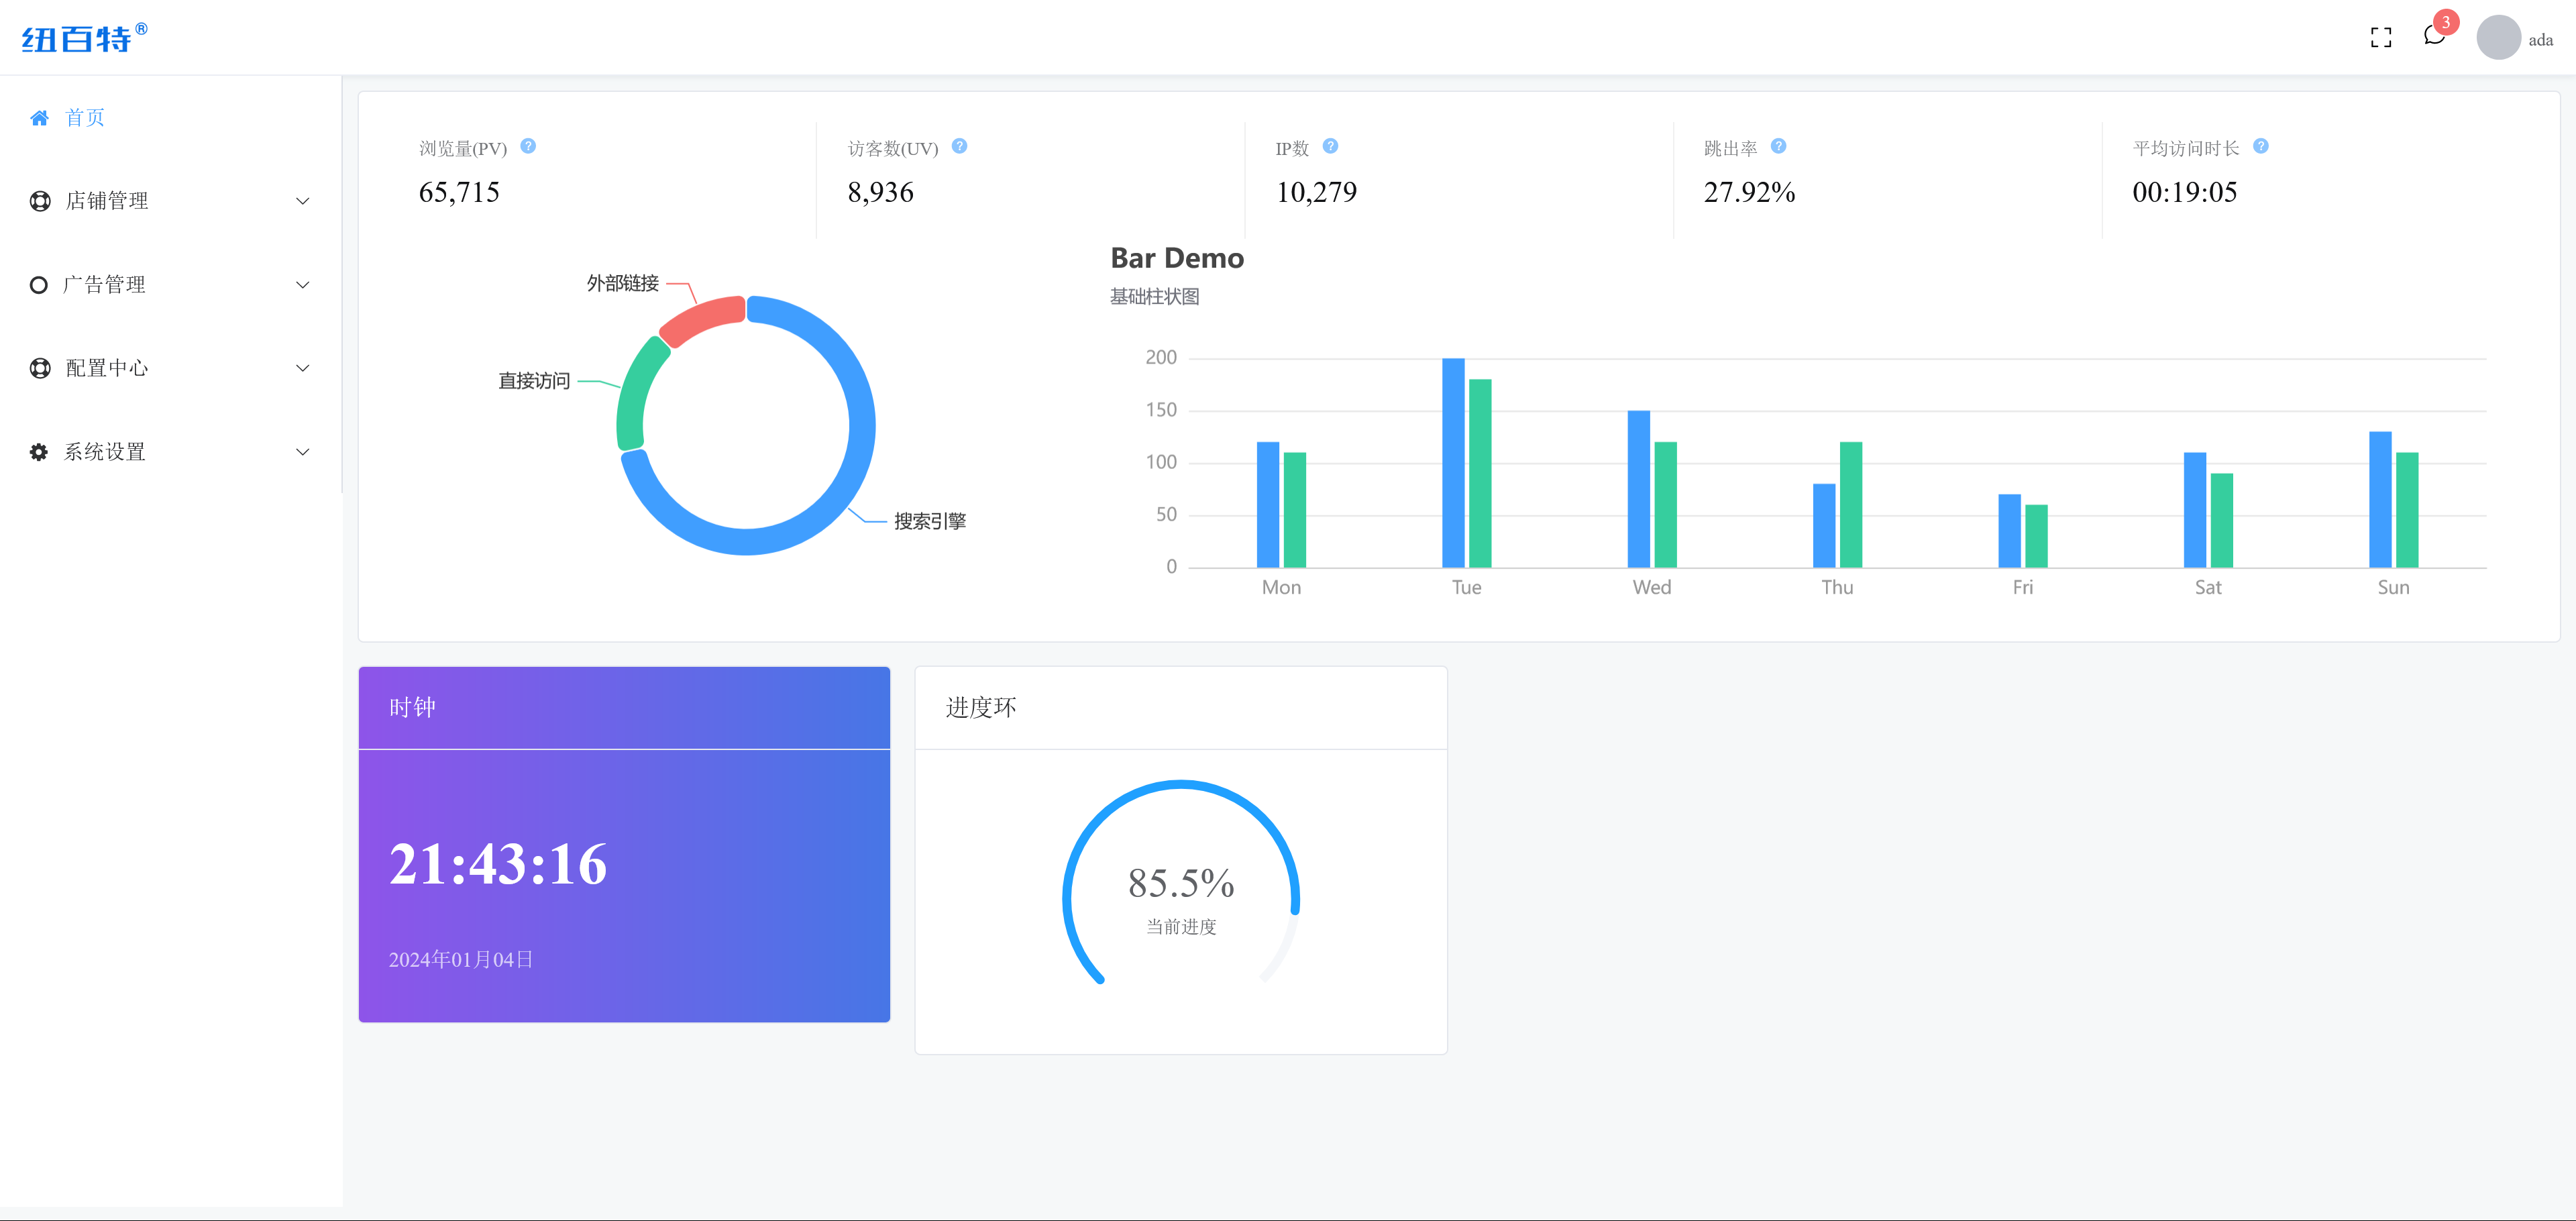 纽百特®
3
ada
首页
店铺管理
广告管理
配置中心
系统设置
浏览量(PV) ?
65,715
访客数(UV) ?
8,936
IP数 ?
10,279
跳出率 ?
27.92%
平均访问时长 ?
00:19:05
外部链接
直接访问
搜索引擎
Bar Demo
基础柱状图
200
150
100
50
0
Mon Tue Wed Thu Fri Sat Sun
时钟
21:43:16
2024年01月04日
进度环
85.5%
当前进度